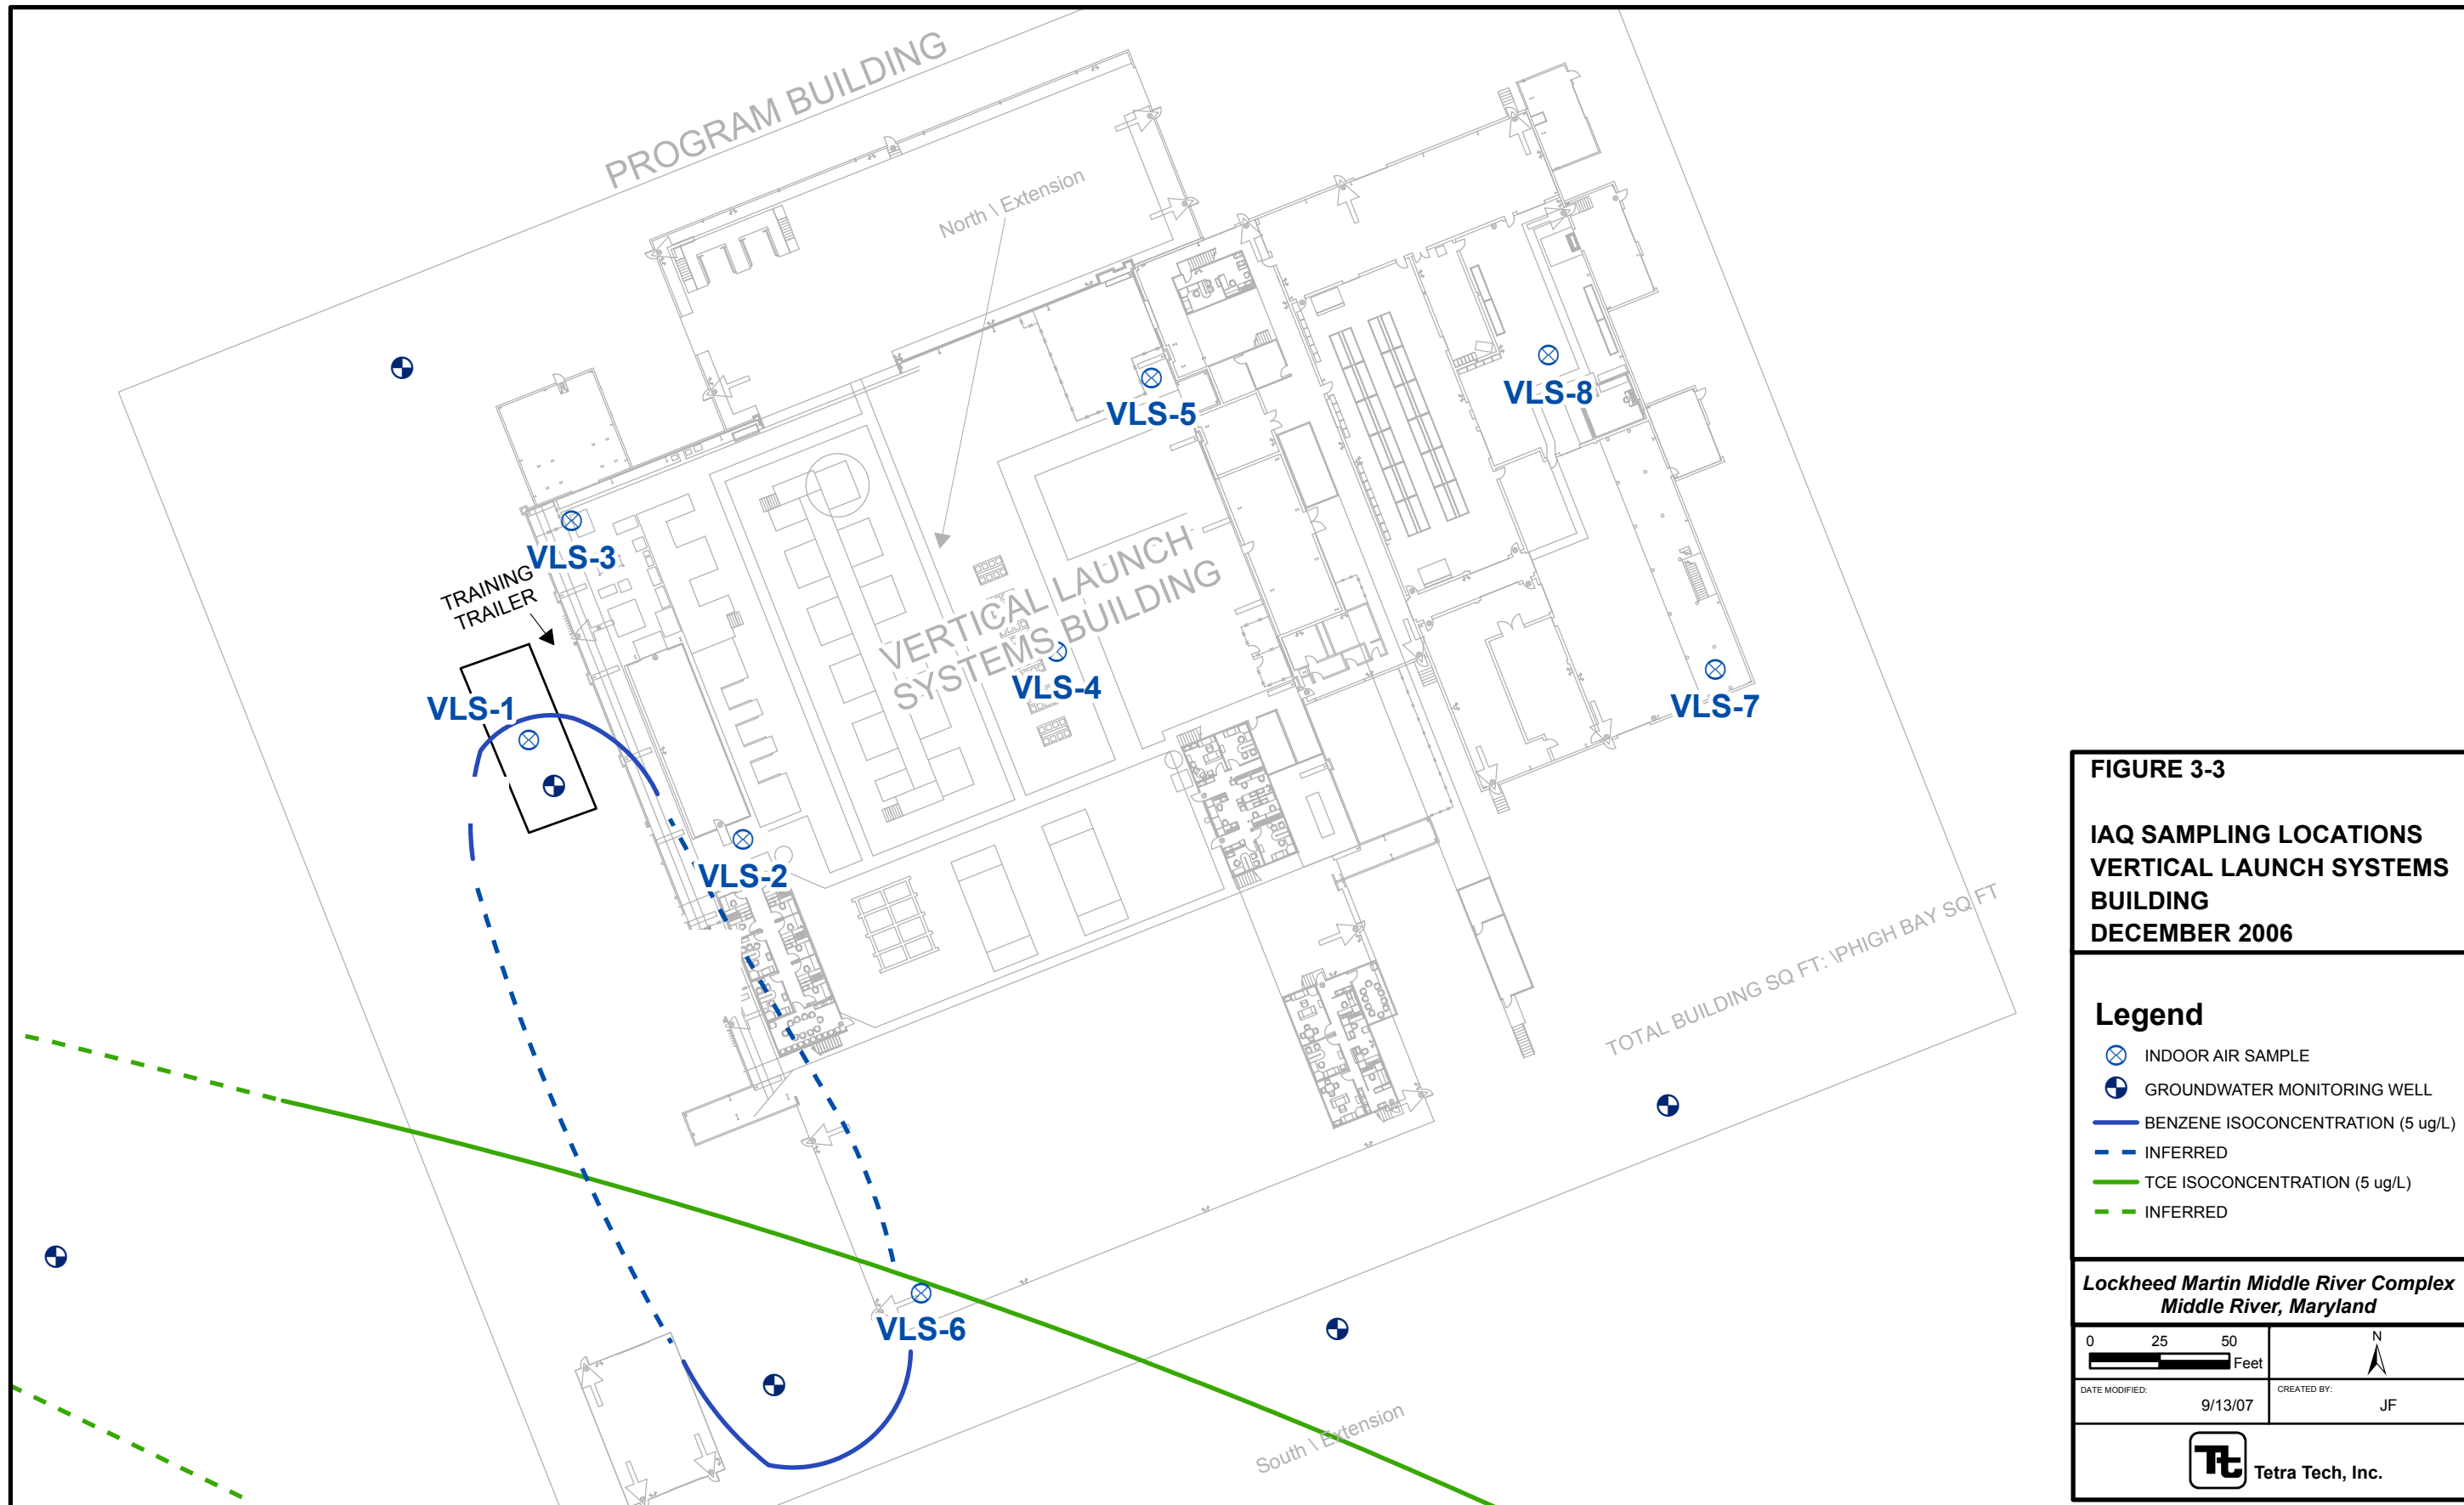 PROGRAM BUILDING
North \ Extension
VLS-8
VLS-5
VLS-3
TRAINING
TRAILER
VERTICAL LAUNCH
SYSTEMS BUILDING
VLS-4
VLS-1
VLS-7
VLS-2
TOTAL BUILDING SQ FT: \PHIGH BAY SQ FT
VLS-6
South \ Extension
FIGURE 3-3
IAQ SAMPLING LOCATIONS
VERTICAL LAUNCH SYSTEMS
BUILDING
DECEMBER 2006
Legend
INDOOR AIR SAMPLE
GROUNDWATER MONITORING WELL
BENZENE ISOCONCENTRATION (5 ug/L)
INFERRED
TCE ISOCONCENTRATION (5 ug/L)
INFERRED
Lockheed Martin Middle River Complex
Middle River, Maryland
0 25 50
Feet
N
DATE MODIFIED:
9/13/07
CREATED BY:
JF
Tt
Tetra Tech, Inc.